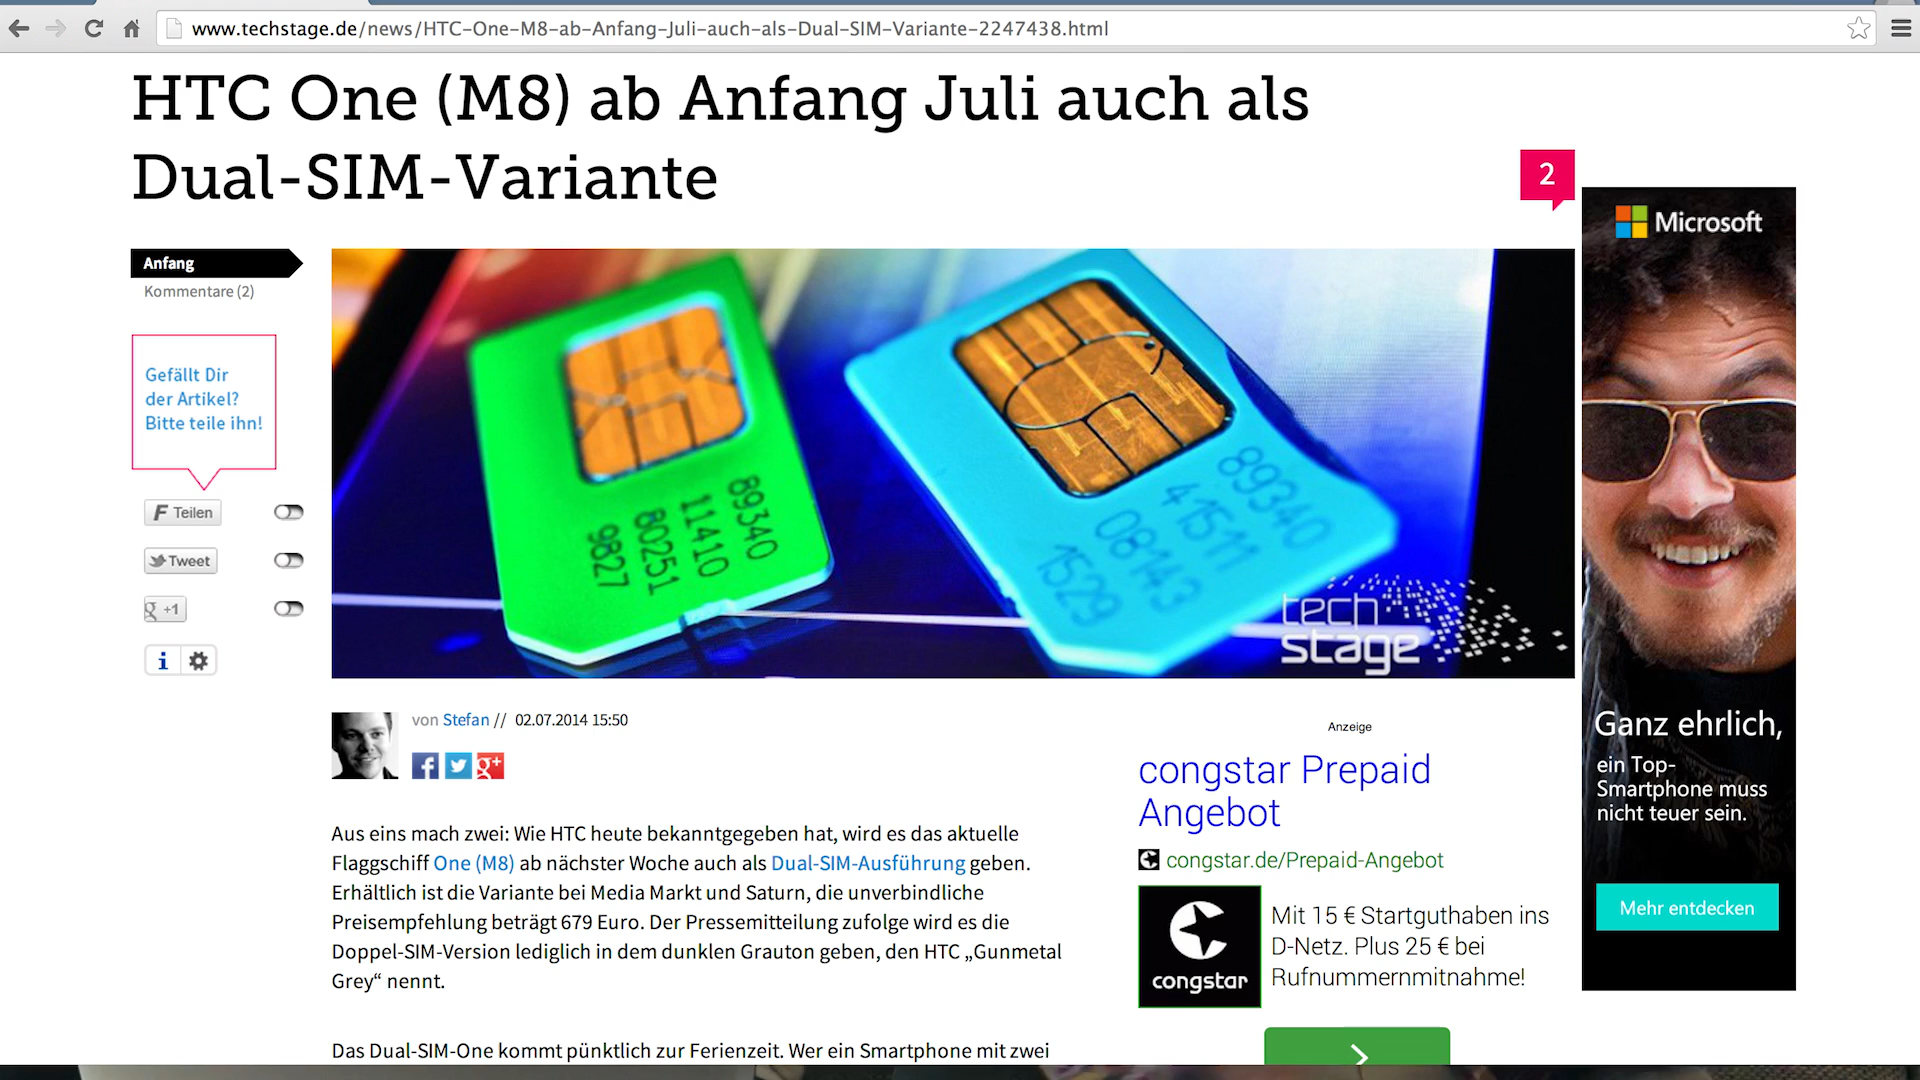 www.techstage.de/news/HTC-One-M8-ab-Anfang-Juli-auch-als-Dual-SIM-Variante-2247438.html
HTC One (M8) ab Anfang Juli auch als
Dual-SIM-Variante
2
Anfang
Kommentare (2)
Gefällt Dir
der Artikel?
Bitte teile ihn!
F Teilen
Tweet
g +1
i
89340
11410
80251
9827
89340
41511
08143
1529
tech
stage
von Stefan // 02.07.2014 15:50
f
g+
Aus eins mach zwei: Wie HTC heute bekanntgegeben hat, wird es das aktuelle
Flaggschiff One (M8) ab nächster Woche auch als Dual-SIM-Ausführung geben.
Erhältlich ist die Variante bei Media Markt und Saturn, die unverbindliche
Preisempfehlung beträgt 679 Euro. Der Pressemitteilung zufolge wird es die
Doppel-SIM-Version lediglich in dem dunklen Grauton geben, den HTC „Gunmetal
Grey“ nennt.
Das Dual-SIM-One kommt pünktlich zur Ferienzeit. Wer ein Smartphone mit zwei
Anzeige
congstar Prepaid
Angebot
congstar.de/Prepaid-Angebot
congstar
Mit 15 € Startguthaben ins
D-Netz. Plus 25 € bei
Rufnummernmitnahme!
Microsoft
Ganz ehrlich,
ein Top-
Smartphone muss
nicht teuer sein.
Mehr entdecken